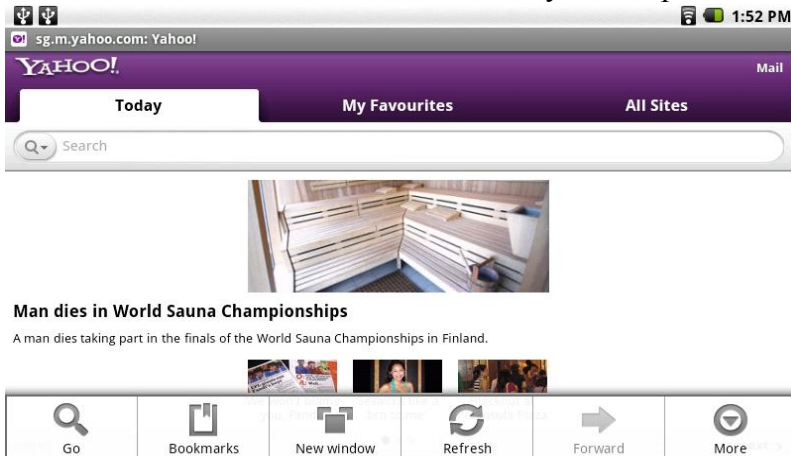 1:52 PM
sg.m.yahoo.com: Yahoo!
YAHOO!
Mail
Today
My Favourites
All Sites
Search
Man dies in World Sauna Championships
A man dies taking part in the finals of the World Sauna Championships in Finland.
Go
Bookmarks
New window
Refresh
Forward
More